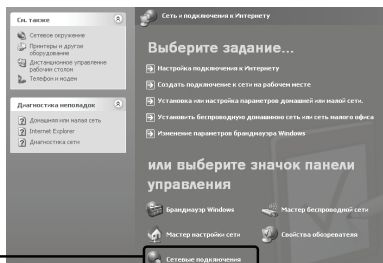 См. также
Сетевое окружение
Принтеры и другое
оборудование
Дистанционное управление
рабочим столом
Телефон и модем
Диагностика неполадок
Домашняя или малая сеть
Internet Explorer
Диагностика сети
Сеть и подключения к Интернету
Выберите задание...
Настройка подключения к Интернету
Создать подключение к сети на рабочем месте
Установка или настройка параметров домашней или малой сети.
Установить беспроводную домашнюю сеть или сеть малого офиса
Изменение параметров брандмауэра Windows
или выберите значок панели
управления
Брандмауэр Windows
Мастер беспроводной сети
Мастер настройки сети
Свойства обозревателя
Сетевые подключения